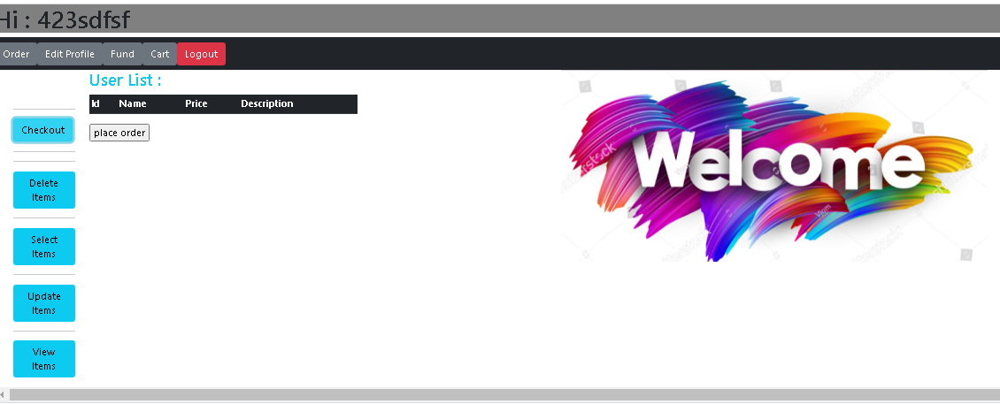 Hi : 423sdfsf
Order Edit Profile Fund Cart Logout
User List :
Id Name Price Description
Checkout
place order
Delete
Items
Select
Items
Update
Items
View
Items
Welcome